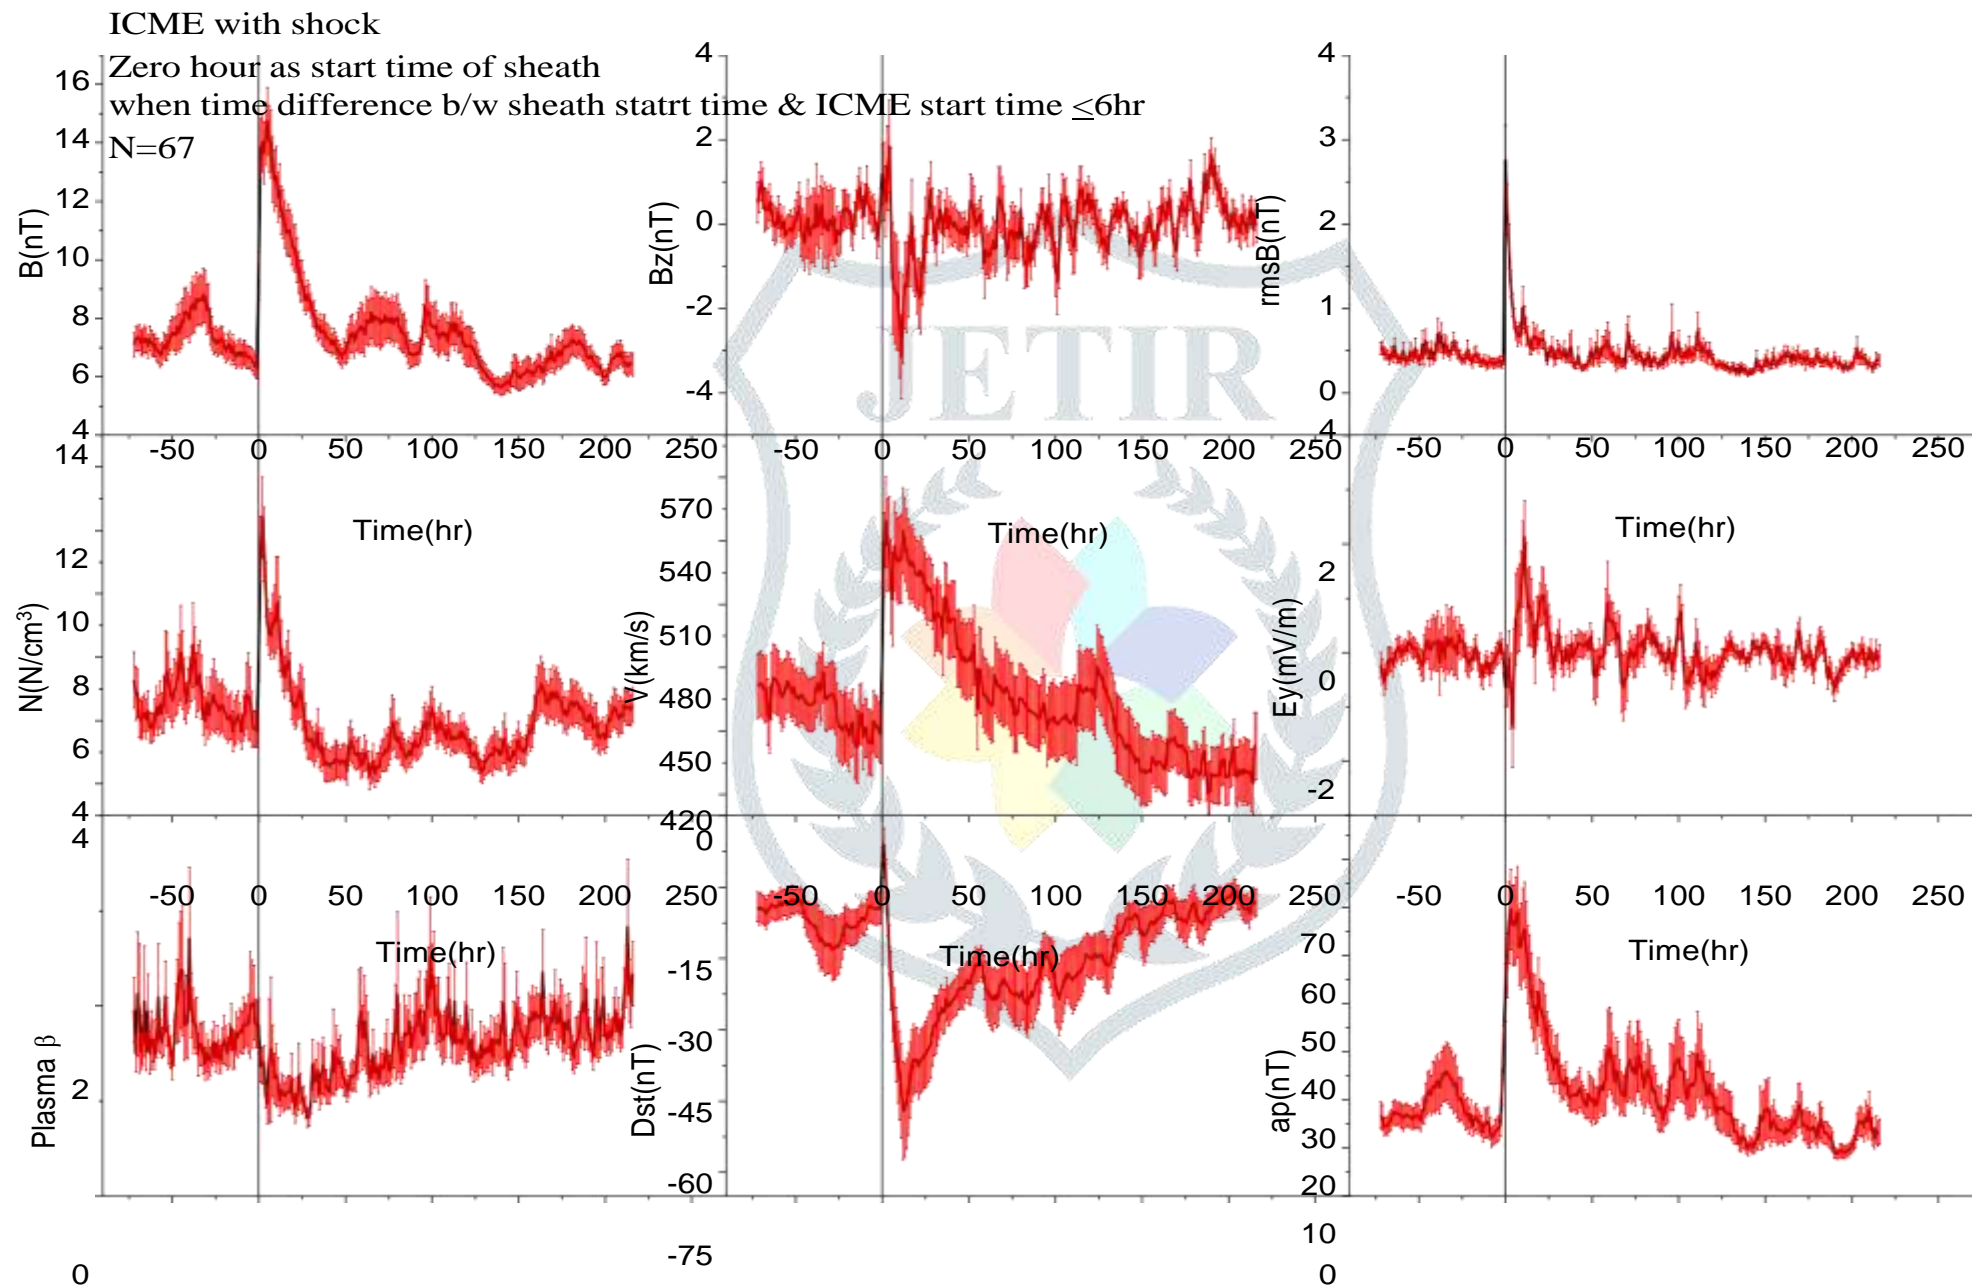 ICME with shock
Zero hour as start time of sheath
when time difference b/w sheath statrt time & ICME start time ≤6hr
N=67
16
14
12
10
8
6
4
B(nT)
-50 0 50 100 150 200 250
Time(hr)
4
2
0
-2
-4
Bz(nT)
-50 0 50 100 150 200 250
Time(hr)
4
3
2
1
0
rmsB(nT)
-50 0 50 100 150 200 250
Time(hr)
JETIR
14
12
10
8
6
4
N(N/cm³)
-50 0 50 100 150 200 250
Time(hr)
570
540
510
480
450
420
V(km/s)
-50 0 50 100 150 200 250
Time(hr)
4
2
0
-2
Ey(mV/m)
-50 0 50 100 150 200 250
Time(hr)
4
2
0
Plasma β
0
-15
-30
-45
-60
-75
Dst(nT)
70
60
50
40
30
20
10
0
ap(nT)